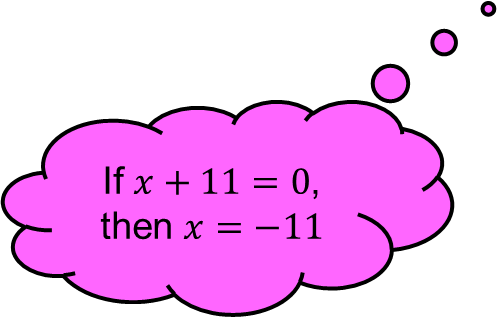 If x + 11 = 0,
then x = −11